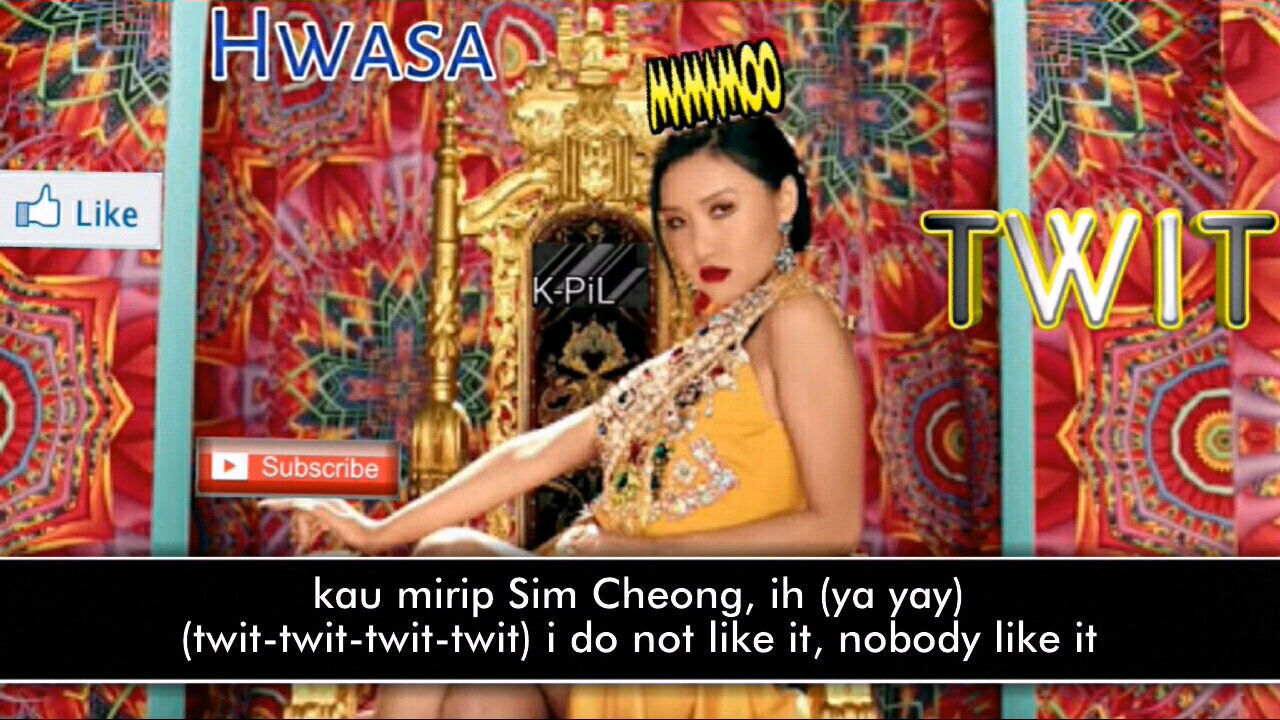 HWASA
MAMAMOO
Like
TWIT
K-PiL
Subscribe
kau mirip Sim Cheong, ih (ya yay)
(twit-twit-twit-twit) i do not like it, nobody like it